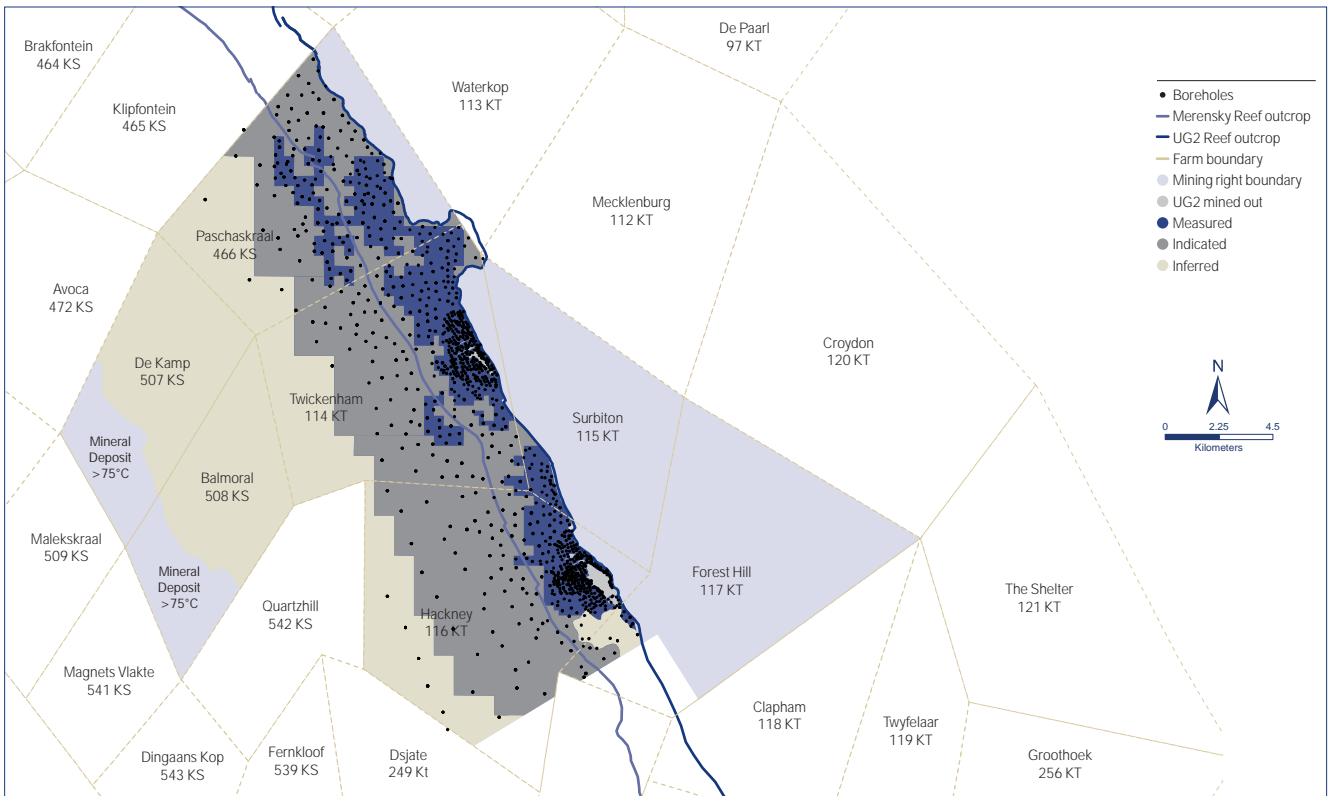 De Paarl
97 KT
Brakfontein
464 KS
Waterkop
113 KT
Klipfontein
465 KS
Boreholes
Merensky Reef outcrop
UG2 Reef outcrop
Farm boundary
Mining right boundary
UG2 mined out
Measured
Indicated
Inferred
Mecklenburg
112 KT
Paschaskraal
466 KS
Avoca
472 KS
Croydon
120 KT
De Kamp
507 KS
N
0 2.25 4.5
Kilometers
Twickenham
114 KT
Surbiton
115 KT
Mineral
Deposit
>75°C
Balmoral
508 KS
Malekskraal
509 KS
Mineral
Deposit
>75°C
Forest Hill
117 KT
The Shelter
121 KT
Quartzhill
542 KS
Hackney
116 KT
Magnets Vlakte
541 KS
Clapham
118 KT
Twyfelaar
119 KT
Dingaans Kop
543 KS
Fernkloof
539 KS
Dsjate
249 Kt
Groothoek
256 KT